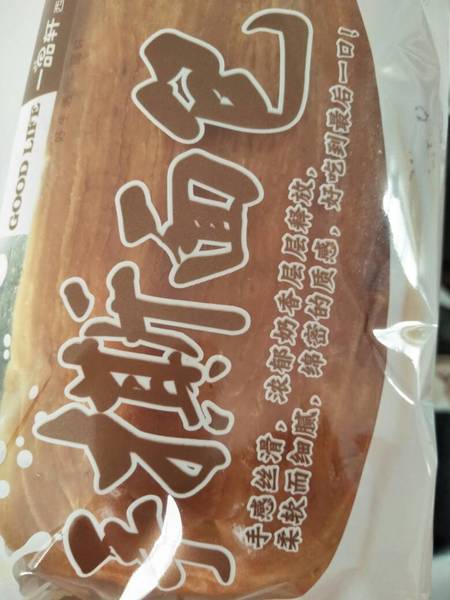 一品轩
GOOD LIFE
手撕面包
手感丝滑，浓郁奶香层层释放，
柔软而细腻，绵密的质感，好吃到最后一口！